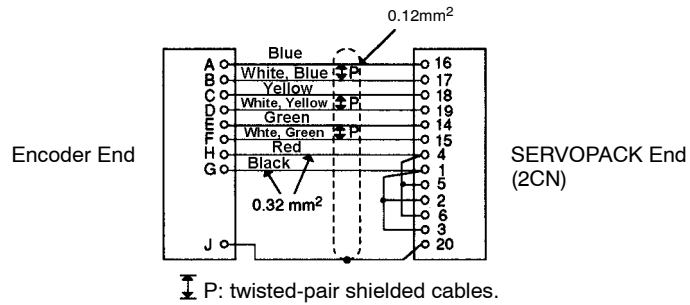 0.12mm2
Blue
A 16
White, Blue P
B 17
Yellow
C 18
White, Yellow P
D 19
Green
E 14
Whte, Green P
F 15
Red
H 4
Black
G 1
5
2
6
3
J 20
0.32 mm2
Encoder End
SERVOPACK End
(2CN)
P: twisted-pair shielded cables.